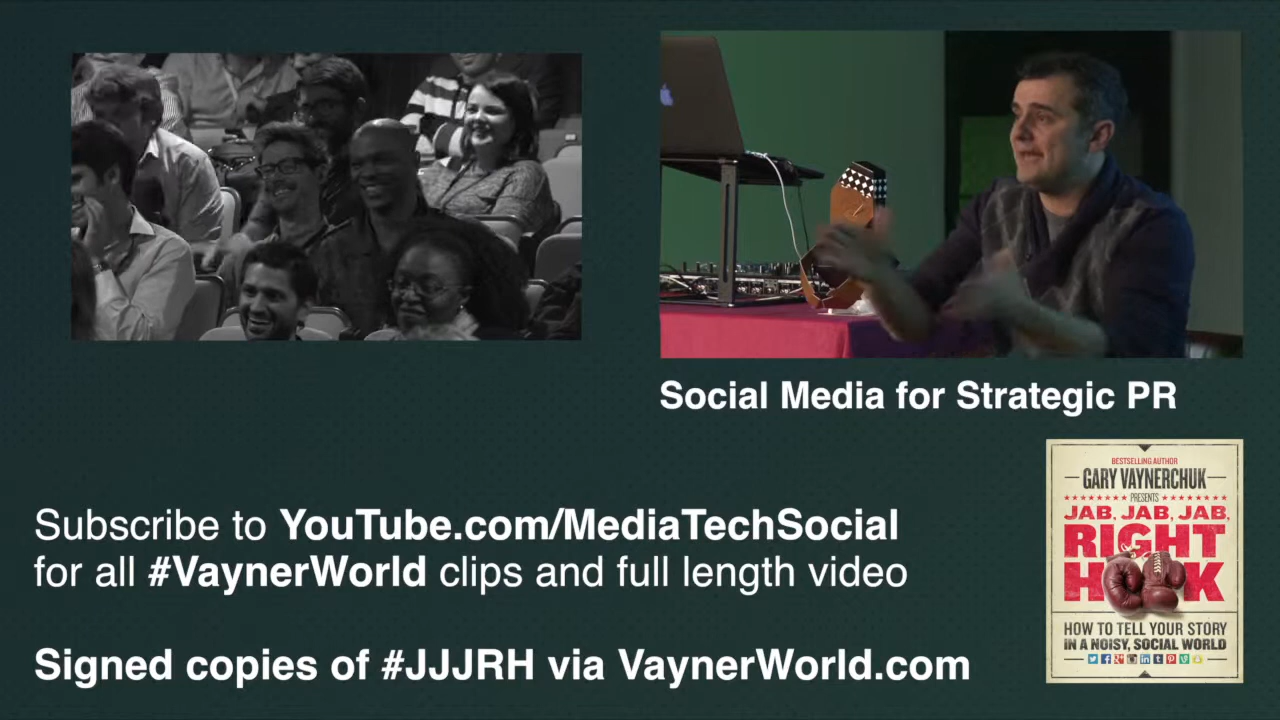 Social Media for Strategic PR
Subscribe to YouTube.com/MediaTechSocial
for all #VaynerWorld clips and full length video
Signed copies of #JJJRH via VaynerWorld.com
BESTSELLING AUTHOR
GARY VAYNERCHUK
PRESENTS
JAB, JAB, JAB,
RIGHT
HOOK
HOW TO TELL YOUR STORY
IN A NOISY, SOCIAL WORLD